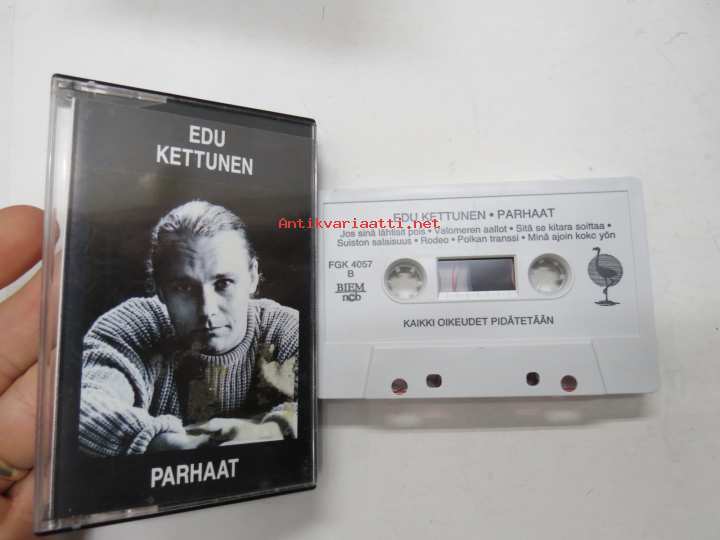 EDU
KETTUNEN
PARHAAT
Antikvariaatti.net
EDU KETTUNEN • PARHAAT
Jos sinä lähtisit pois • Valomeren aallot • Sitä se kitara soittaa •
Suiston salaisuus • Rodeo • Poikan transsi • Minä ajoin koko yön
FGK 4057
B
BIEM
ncb
KAIKKI OIKEUDET PIDÄTETÄÄN